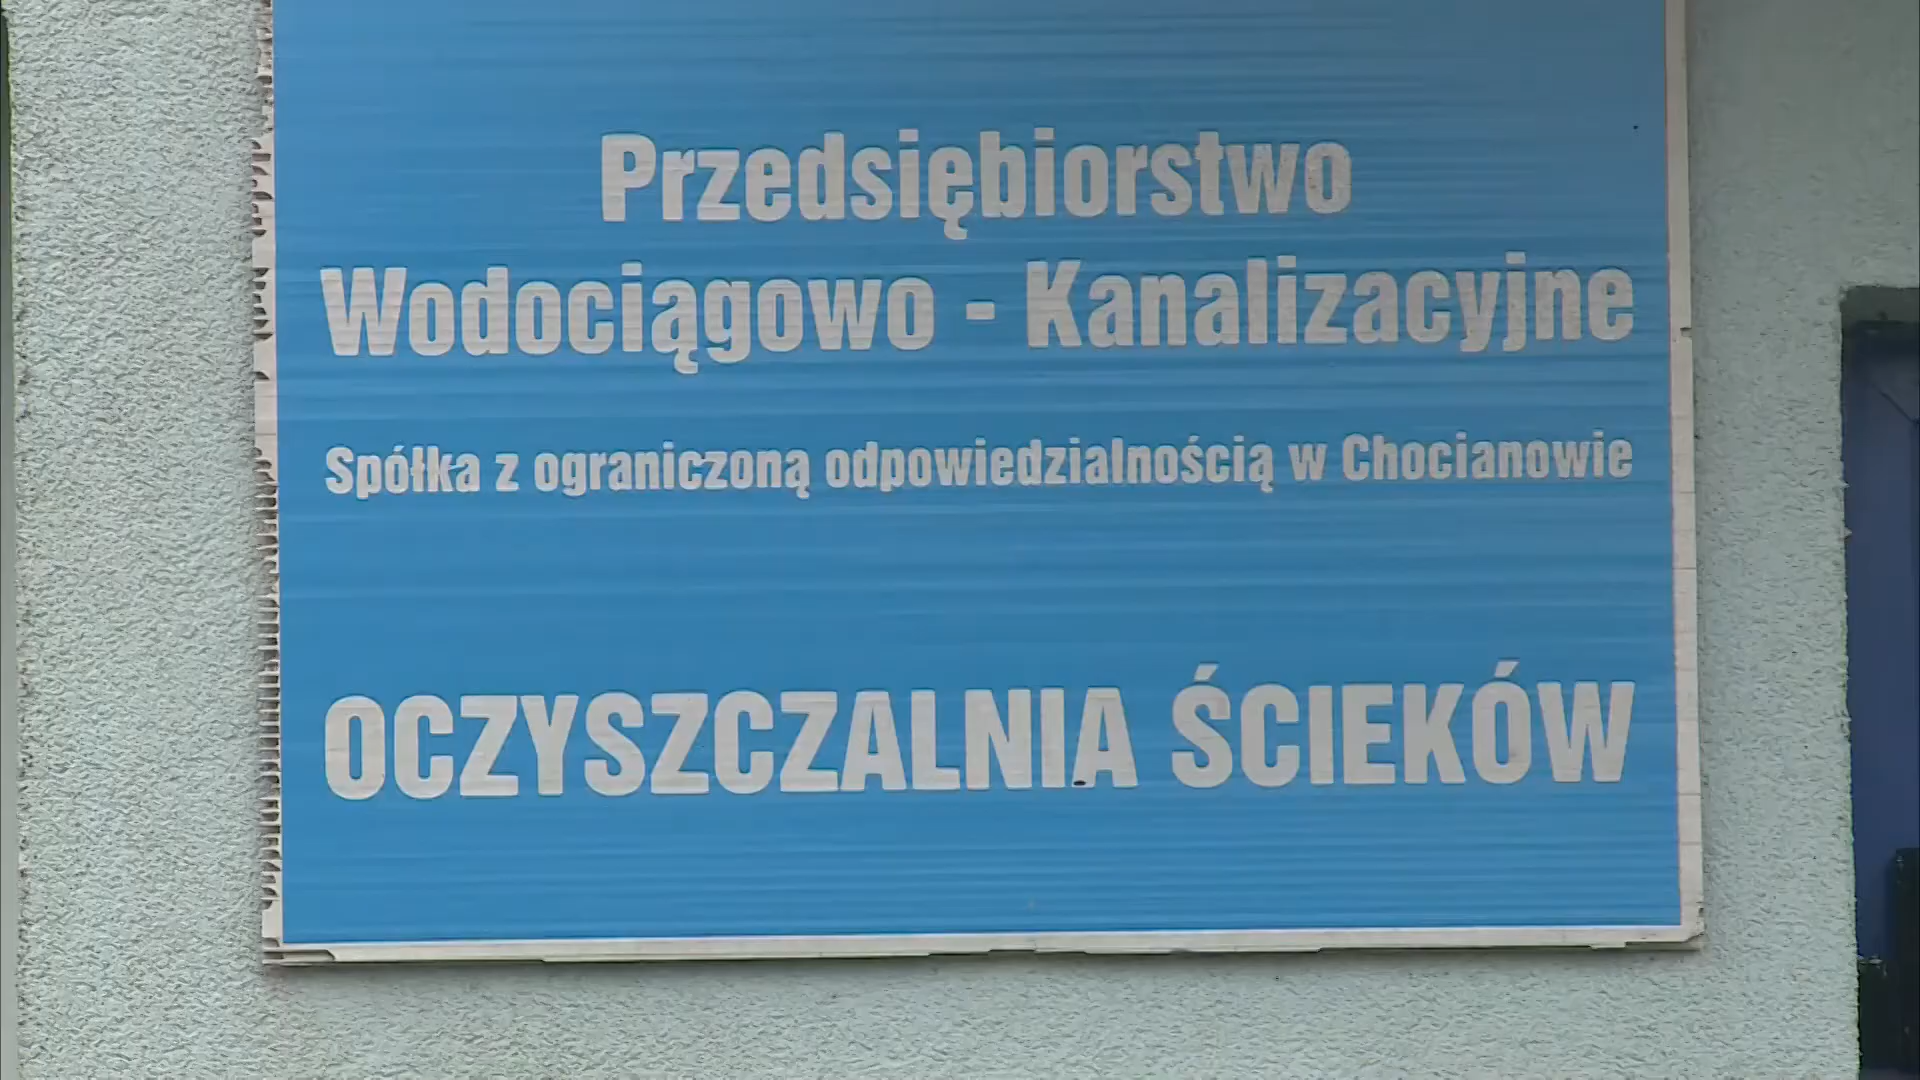 Przedsiębiorstwo
Wodociągowo - Kanalizacyjne
Spółka z ograniczoną odpowiedzialnością w Chocianowie
OCZYSZCZALNIA ŚCIEKÓW